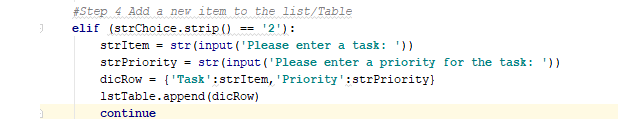 #Step 4 Add a new item to the list/Table
elif (strChoice.strip() == '2'):
strItem = str(input('Please enter a task: '))
strPriority = str(input('Please enter a priority for the task: '))
dicRow = {'Task':strItem,'Priority':strPriority}
lstTable.append(dicRow)
continue